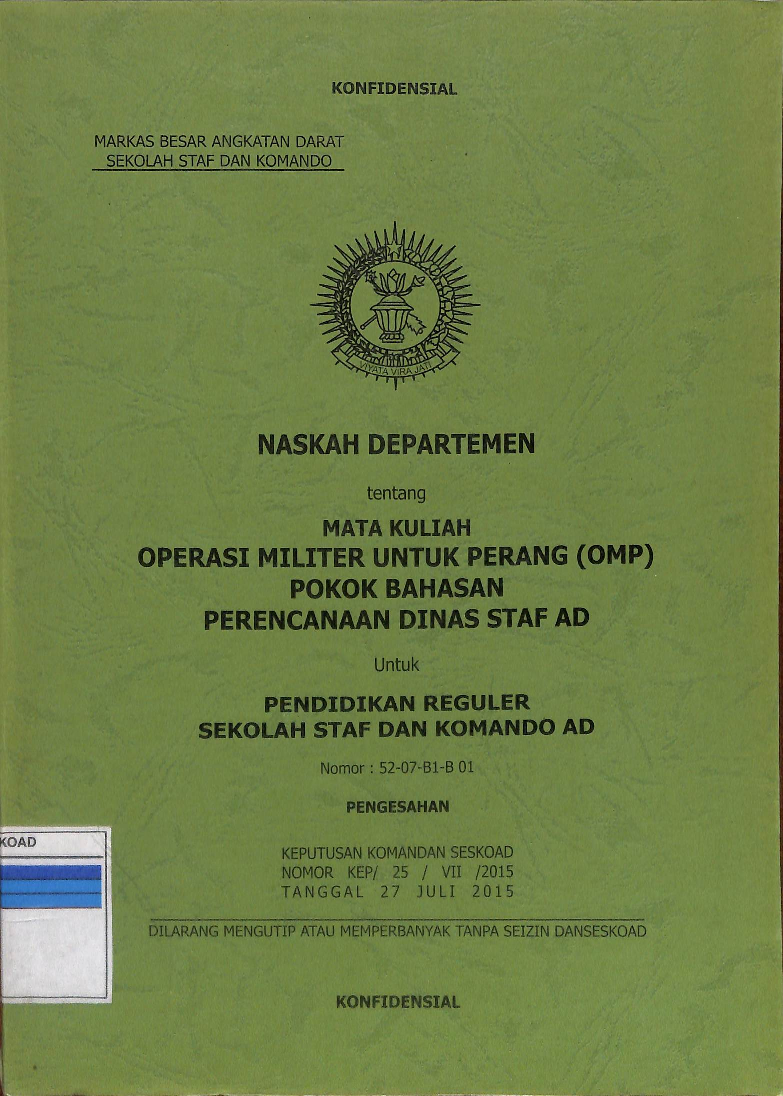 KONFIDENSIAL
MARKAS BESAR ANGKATAN DARAT
SEKOLAH STAF DAN KOMANDO
VIYATA VIRA JATI
NASKAH DEPARTEMEN
tentang
MATA KULIAH
OPERASI MILITER UNTUK PERANG (OMP)
POKOK BAHASAN
PERENCANAAN DINAS STAF AD
Untuk
PENDIDIKAN REGULER
SEKOLAH STAF DAN KOMANDO AD
Nomor : 52-07-B1-B 01
PENGESAHAN
KOAD
KEPUTUSAN KOMANDAN SESKOAD
NOMOR KEP/ 25 / VII /2015
TANGGAL 27 JULI 2015
DILARANG MENGUTIP ATAU MEMPERBANYAK TANPA SEIZIN DANSESKOAD
KONFIDENSIAL